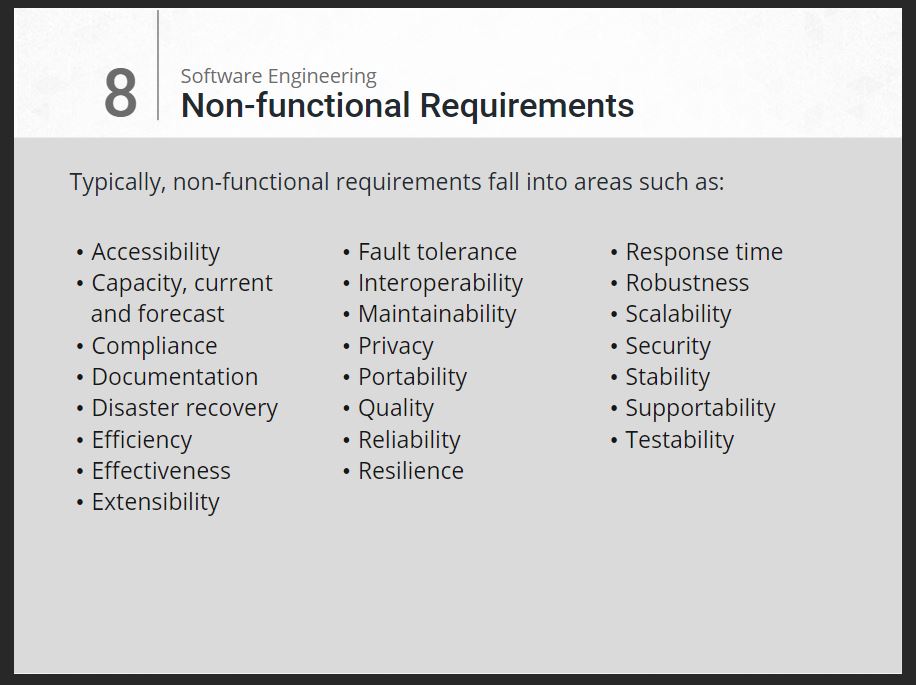 8
Software Engineering
Non-functional Requirements
Typically, non-functional requirements fall into areas such as:
• Accessibility
• Capacity, current
and forecast
• Compliance
• Documentation
• Disaster recovery
• Efficiency
• Effectiveness
• Extensibility
• Fault tolerance
• Interoperability
• Maintainability
• Privacy
• Portability
• Quality
• Reliability
• Resilience
• Response time
• Robustness
• Scalability
• Security
• Stability
• Supportability
• Testability